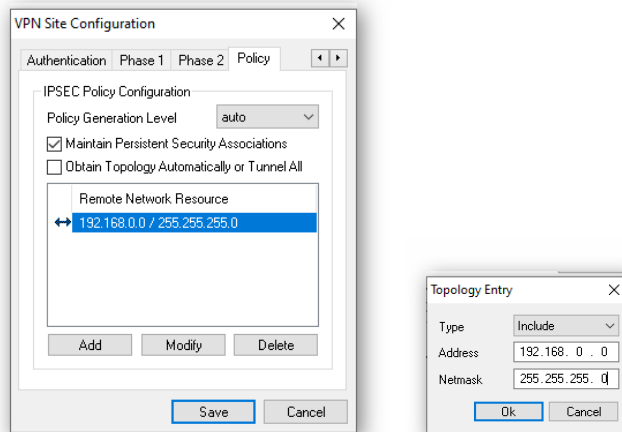 VPN Site Configuration
Authentication Phase 1 Phase 2 Policy
IPSEC Policy Configuration
Policy Generation Level auto
Maintain Persistent Security Associations
Obtain Topology Automatically or Tunnel All
Remote Network Resource
192.168.0.0 / 255.255.255.0
Add Modify Delete
Save Cancel
Topology Entry
Type Include
Address 192.168. 0 . 0
Netmask 255.255.255. 0
Ok Cancel